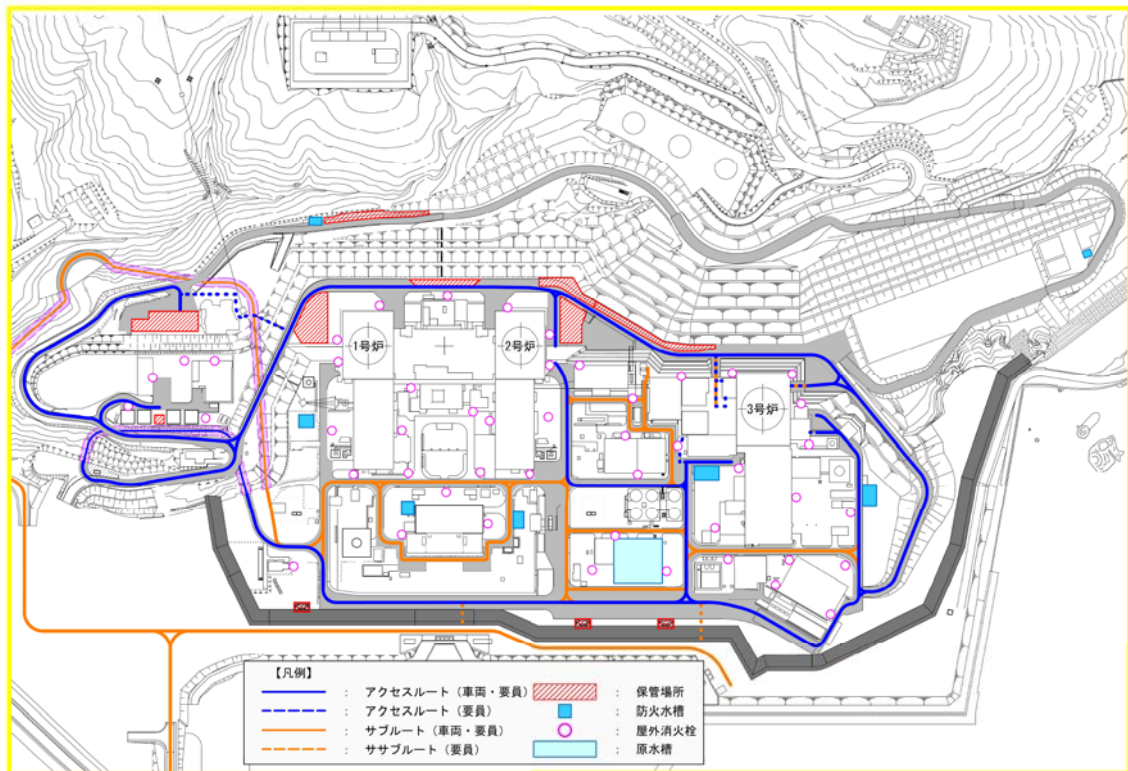 1号炉
2号炉
3号炉
【凡例】
： アクセスルート（車両・要員）
： アクセスルート（要員）
： サブルート（車両・要員）
： ササブルート（要員）
： 保管場所
： 防火水槽
： 屋外消火栓
： 原水槽